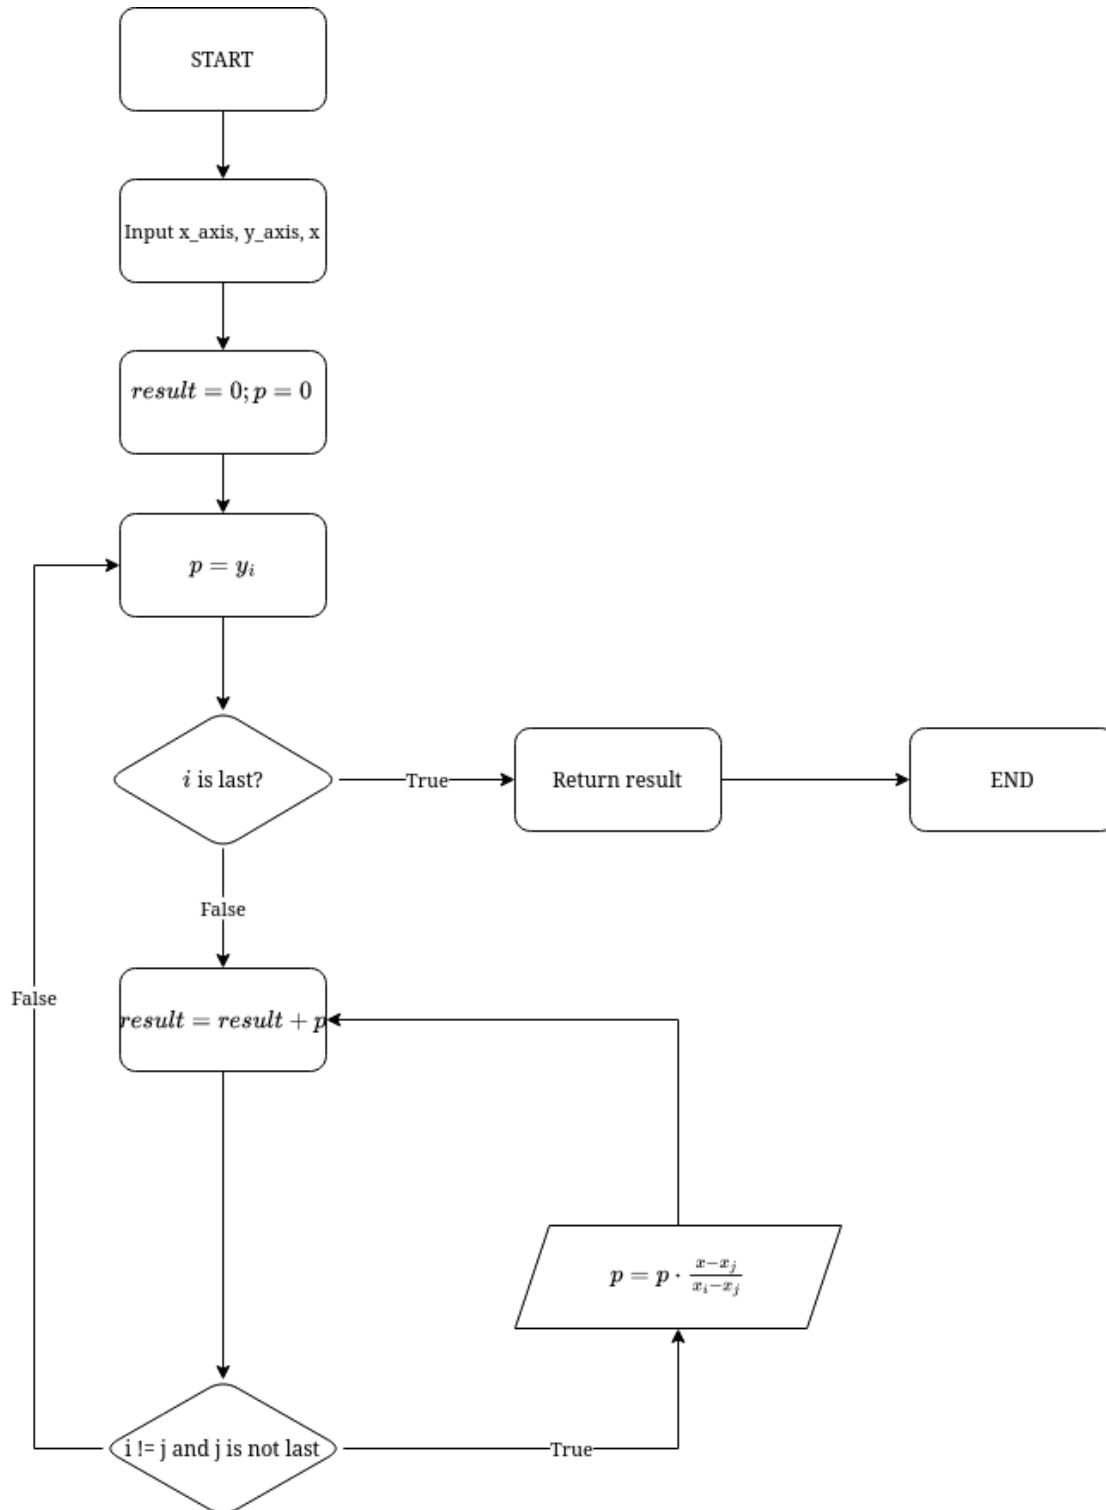 START
Input x_axis, y_axis, x
result = 0; p = 0
p = y_i
i is last?
True
Return result
END
False
False
result = result + p
p = p · \frac{x-x_j}{x_i-x_j}
i != j and j is not last
True